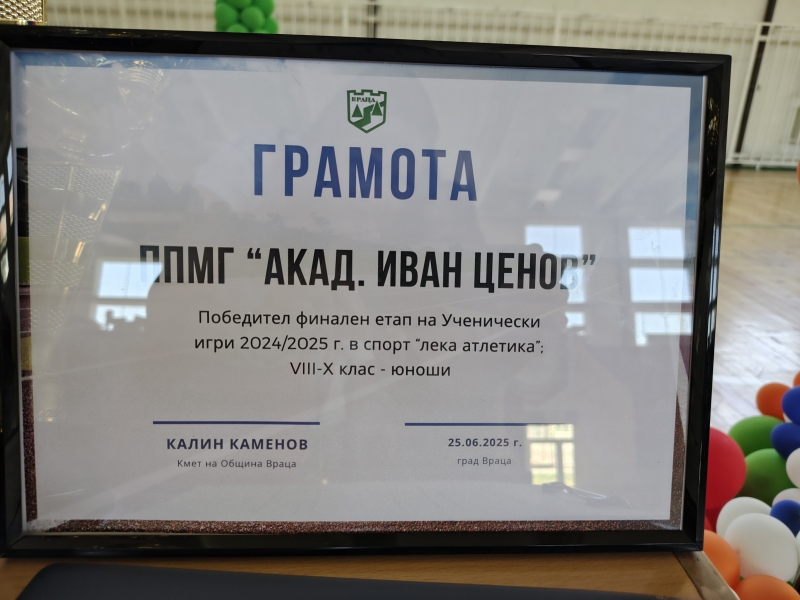 ВРАЦА
ГРАМОТА
ППМГ “АКАД. ИВАН ЦЕНОВ”
Победител финален етап на Ученически
игри 2024/2025 г. в спорт “лека атлетика”;
VIII-X клас - юноши
КАЛИН КАМЕНОВ
Кмет на Община Враца
25.06.2025 г.
град Враца